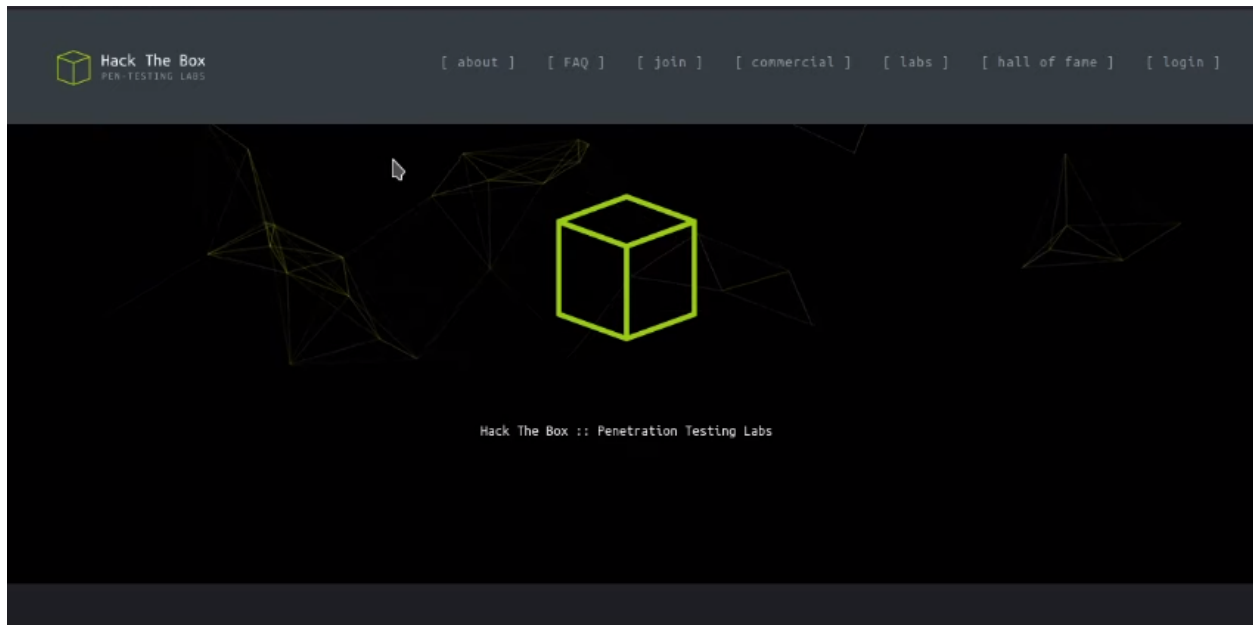 Hack The Box
PEN-TESTING LABS
[ about ] [ FAQ ] [ join ] [ commercial ] [ labs ] [ hall of fame ] [ login ]
Hack The Box :: Penetration Testing Labs